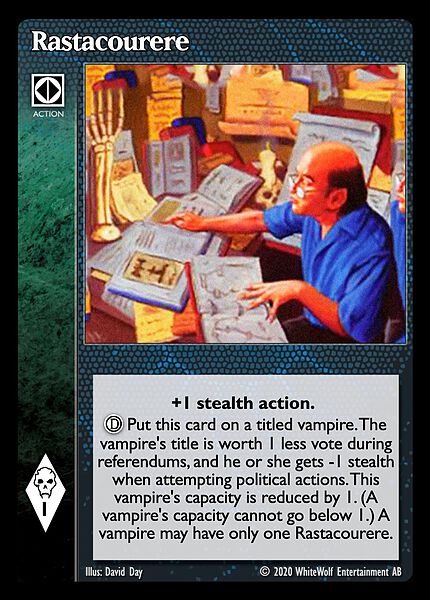 Rastacourere
ACTION
+1 stealth action.
Ⓓ Put this card on a titled vampire. The
vampire's title is worth 1 less vote during
referendums, and he or she gets -1 stealth
when attempting political actions. This
vampire's capacity is reduced by 1. (A
vampire's capacity cannot go below 1.) A
vampire may have only one Rastacourere.
1
Illus: David Day © 2020 WhiteWolf Entertainment AB